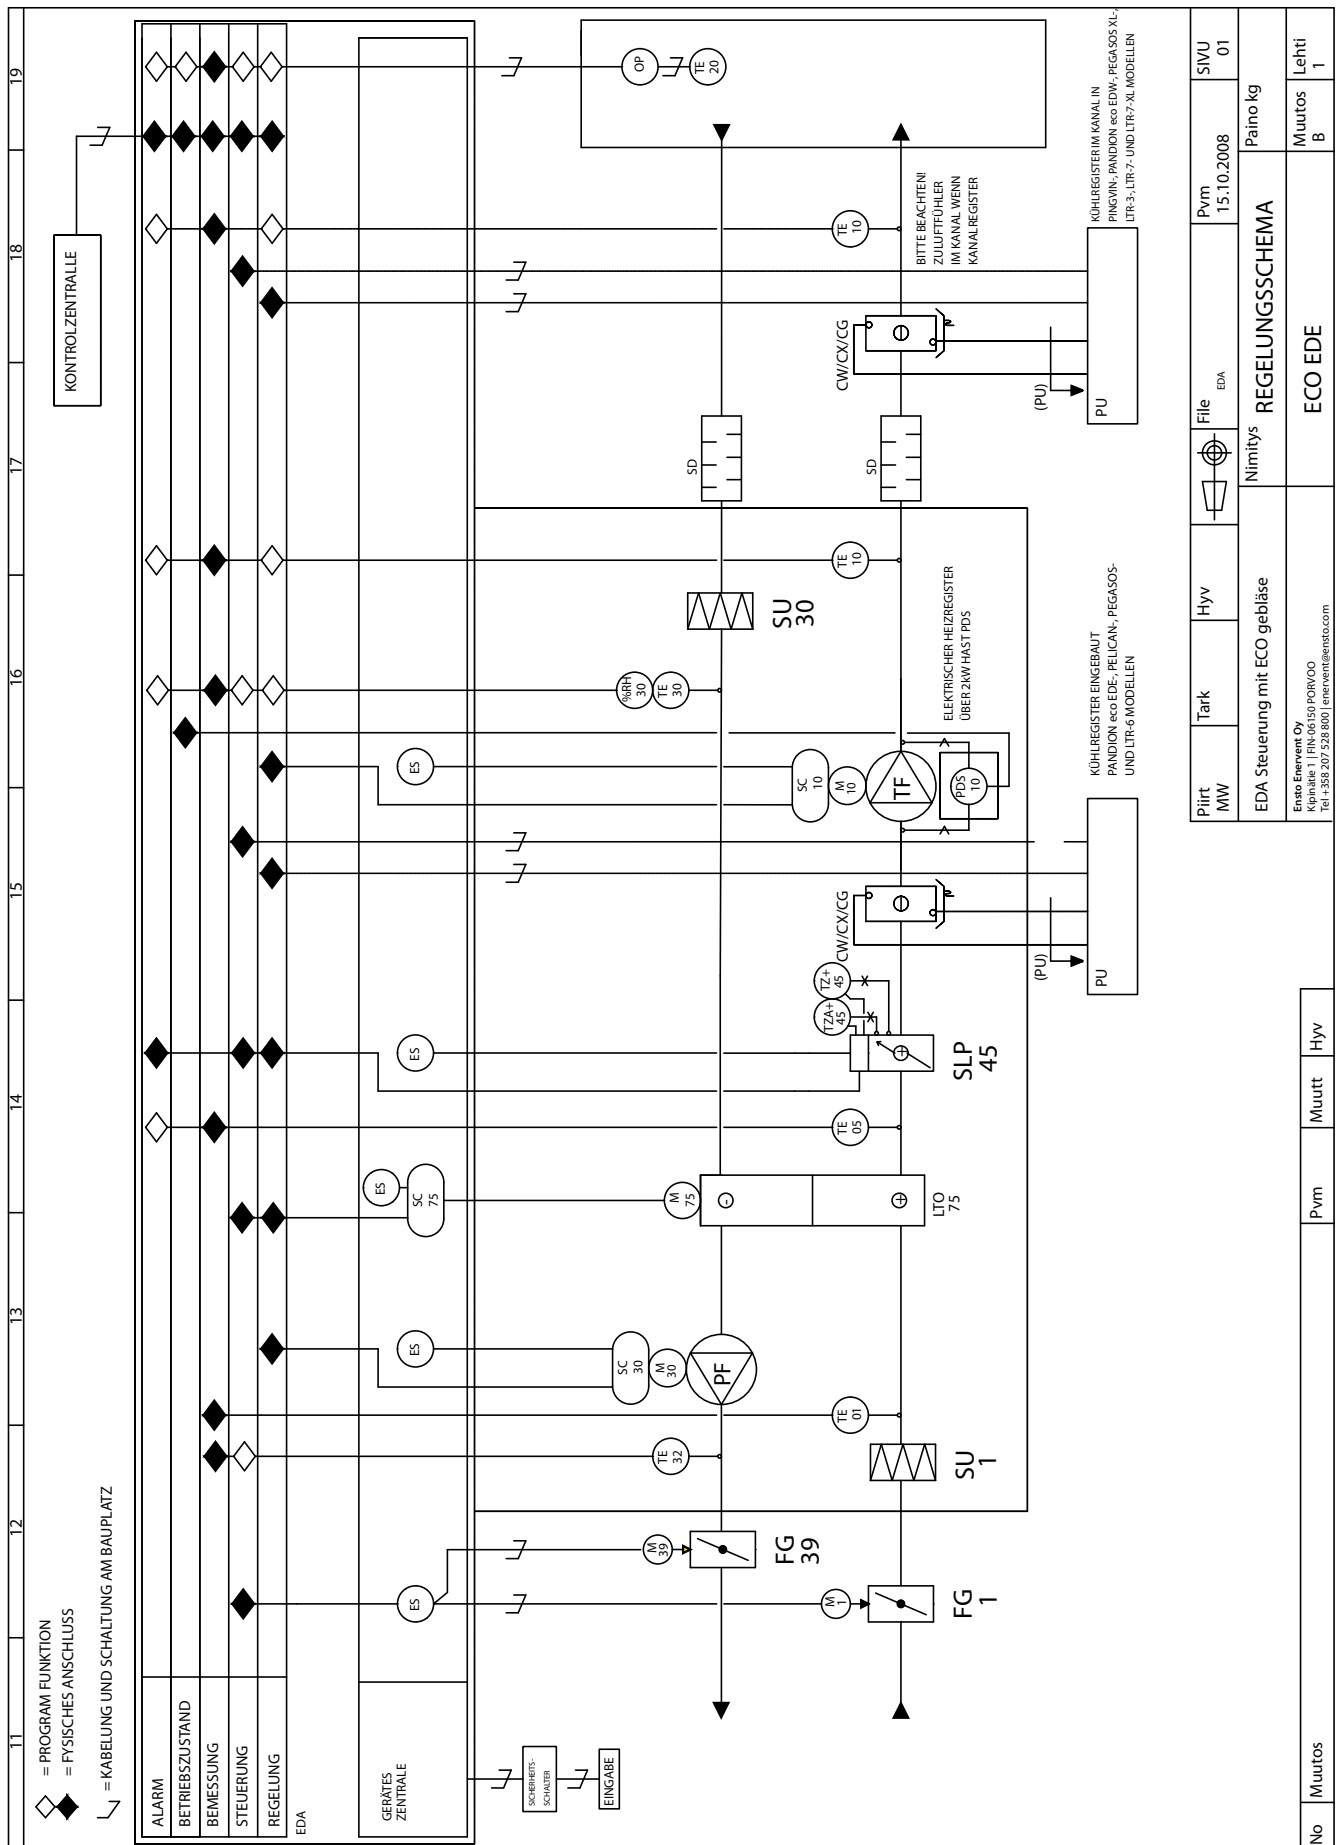 11
12
13
14
15
16
17
18
19
= PROGRAM FUNKTION
= FYSISCHES ANSCHLUSS
= KABELUNG UND SCHALTUNG AM BAUPLATZ
KONTROLZENTRALLE
ALARM
BETRIEBSZUSTAND
BEMESSUNG
STEUERUNG
REGELUNG
EDA
GERÄTES
ZENTRALE
ES
ES
ES
SC
75
ES
ES
SICHERHEITS-
SCHALTER
EINGABE
M
39
FG
39
TE
32
SC
30
M
30
PF
M
75
-
%RH
30
TE
30
SU
30
SD
OP
TE
20
M
1
FG
1
SU
1
TE
01
+
LTO
75
TE
05
TZA+
45
TZ+
45
+
SLP
45
CW/CX/CG
SC
10
M
10
TF
PDS
10
ELEKTRISCHER HEIZREGISTER
ÜBER 2kW HAST PDS
TE
10
SD
CW/CX/CG
TE
10
BITTE BEACHTEN!
ZULUFTFÜHLER
IM KANAL WENN
KANALREGISTER
(PU)
PU
KÜHLREGISTER EINGEBAUT
PANDION eco EDE-, PELICAN-, PEGASOS-
UND LTR-6 MODELLEN
(PU)
PU
KÜHLREGISTER IM KANAL IN
PINGVIN-, PANDION eco EDW-, PEGASOS XL-,
LTR-3-, LTR-7- UND LTR-7-XL MODELLEN
No
Muutos
Pvm
Muutt
Hyv
Piirt
MW
Tark
Hyv
File
EDA
Pvm
15.10.2008
SIVU
01
EDA Steuerung mit ECO gebläse
Nimitys
REGELUNGSSCHEMA
Paino kg
Ensto Enervent Oy
Kipinätie 1 | FIN-06150 PORVOO
Tel +358 207 528 800 | enervent@ensto.com
ECO EDE
Muutos
B
Lehti
1